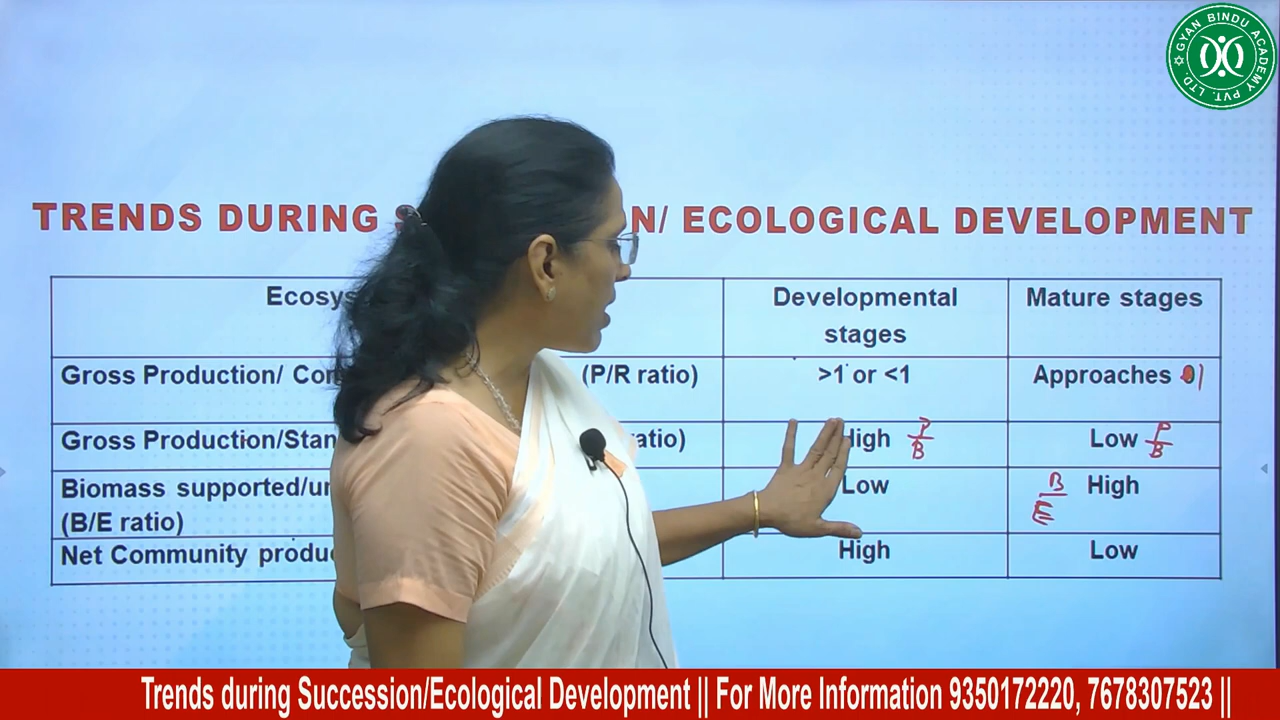 GYAN BINDU ACADEMY PVT. LTD.
TRENDS DURING N/ ECOLOGICAL DEVELOPMENT
Ecosys Developmental stages Mature stages
Gross Production/ Con (P/R ratio) >1 or <1 Approaches 1
Gross Production/Stan atio) High P/B Low P/B
Biomass supported/un (B/E ratio) Low B/E High
Net Community produc High Low
Trends during Succession/Ecological Development || For More Information 9350172220, 7678307523 ||